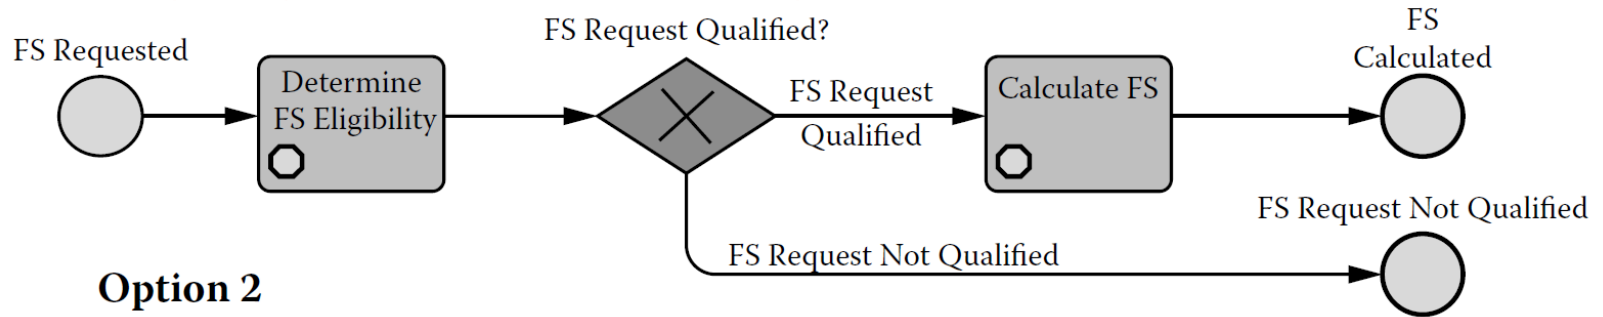 FS Requested
Determine
FS Eligibility
FS Request Qualified?
FS Request
Qualified
Calculate FS
FS
Calculated
FS Request Not Qualified
FS Request Not Qualified
Option 2